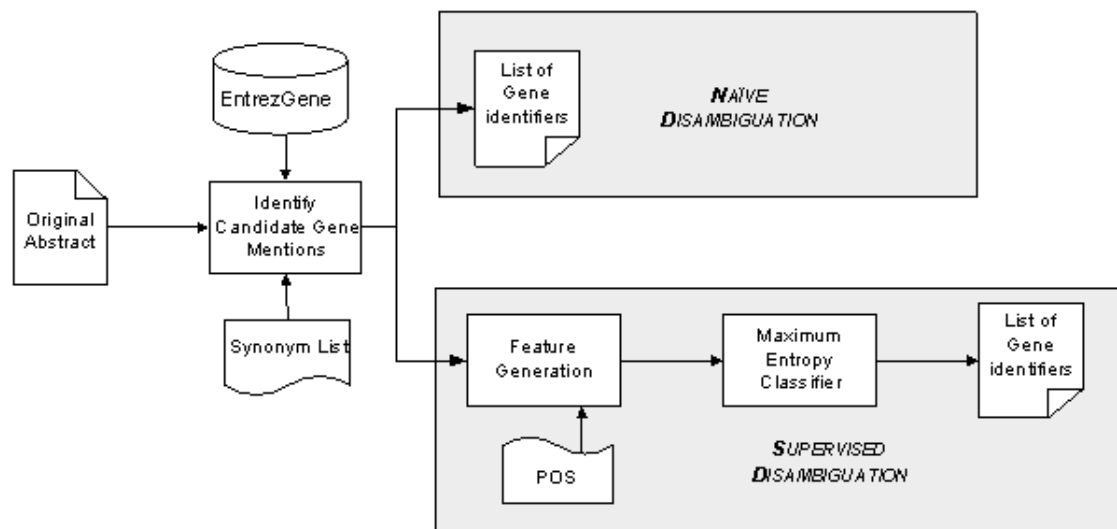 EntrezGene
Original
Abstract
Identify
Candidate Gene
Mentions
Synonym List
List of
Gene
identifiers
NAÏVE
DISAMBIGUATION
Feature
Generation
POS
Maximum
Entropy
Classifier
List of
Gene
identifiers
SUPERVISED
DISAMBIGUATION